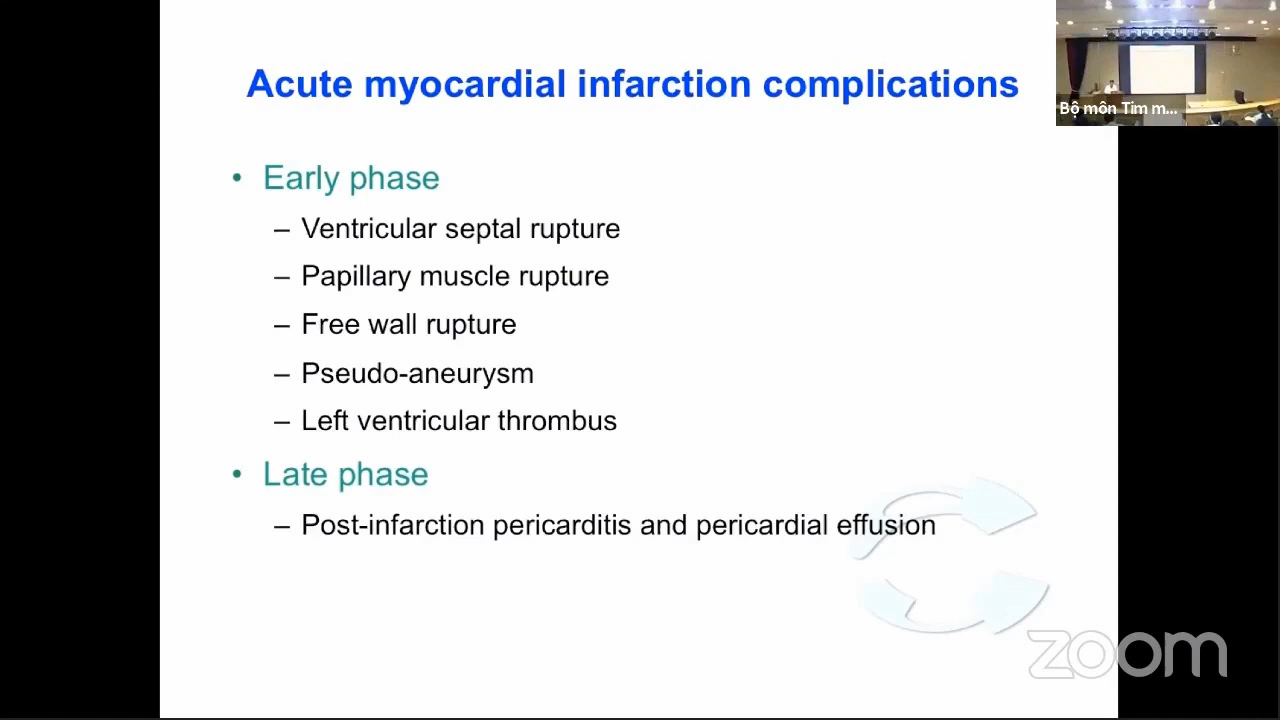 Acute myocardial infarction complications
Bộ môn Tim m...
• Early phase
– Ventricular septal rupture
– Papillary muscle rupture
– Free wall rupture
– Pseudo-aneurysm
– Left ventricular thrombus
• Late phase
– Post-infarction pericarditis and pericardial effusion
zoom